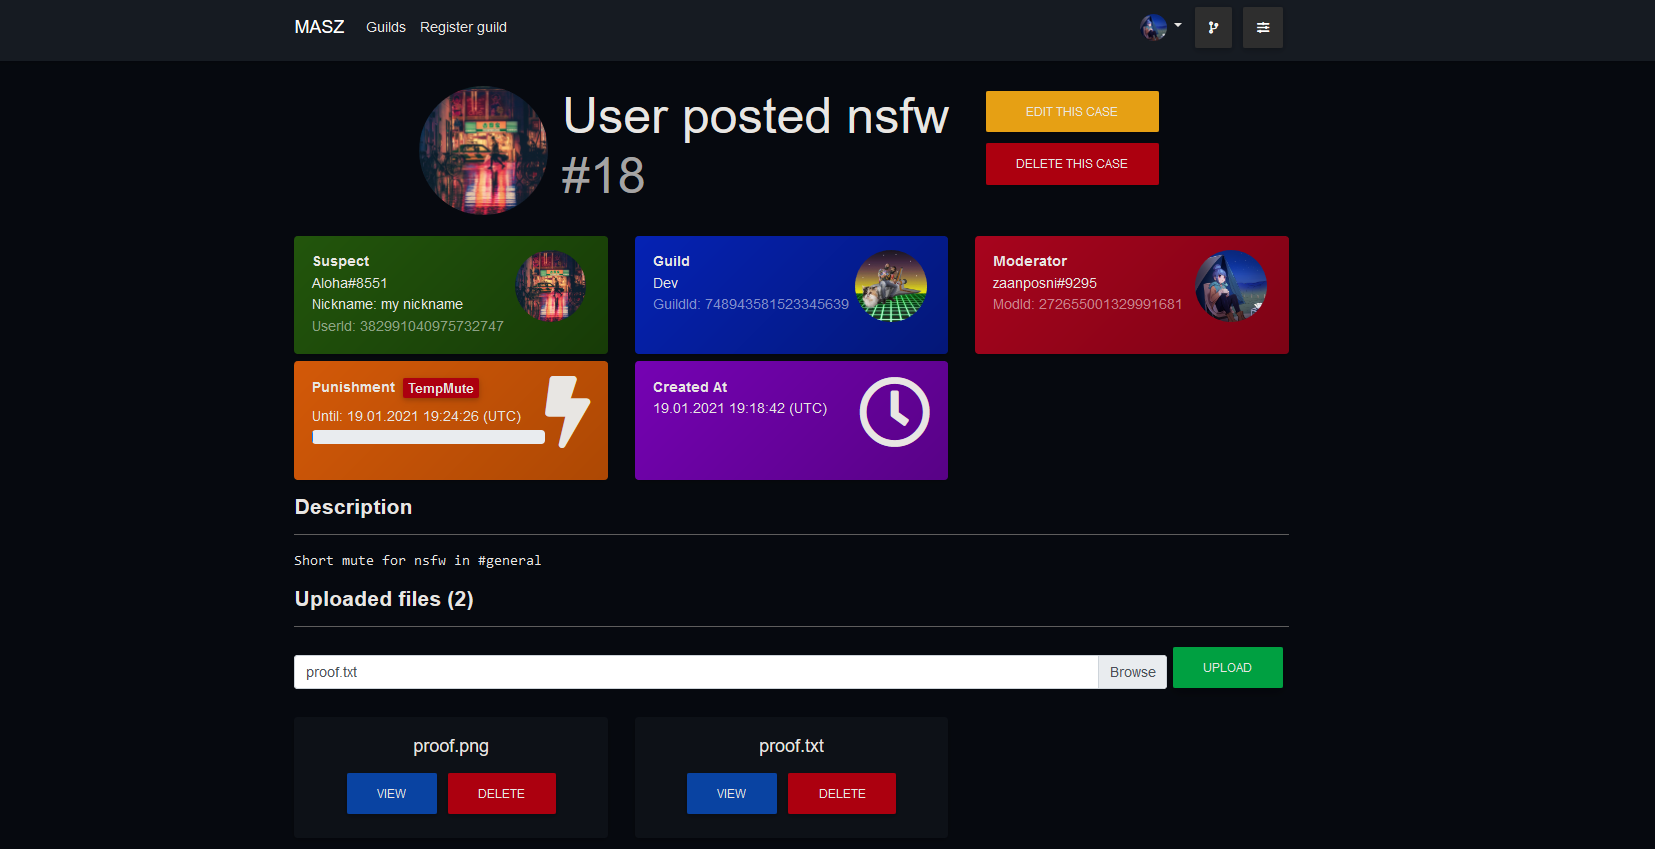 MASZ Guilds Register guild
User posted nsfw
#18
EDIT THIS CASE
DELETE THIS CASE
Suspect
Aloha#8551
Nickname: my nickname
UserId: 382991040975732747
Guild
Dev
GuildId: 748943581523345639
Moderator
zaanposni#9295
ModId: 272655001329991681
Punishment TempMute
Until: 19.01.2021 19:24:26 (UTC)
Created At
19.01.2021 19:18:42 (UTC)
Description
Short mute for nsfw in #general
Uploaded files (2)
proof.txt Browse UPLOAD
proof.png
VIEW DELETE
proof.txt
VIEW DELETE